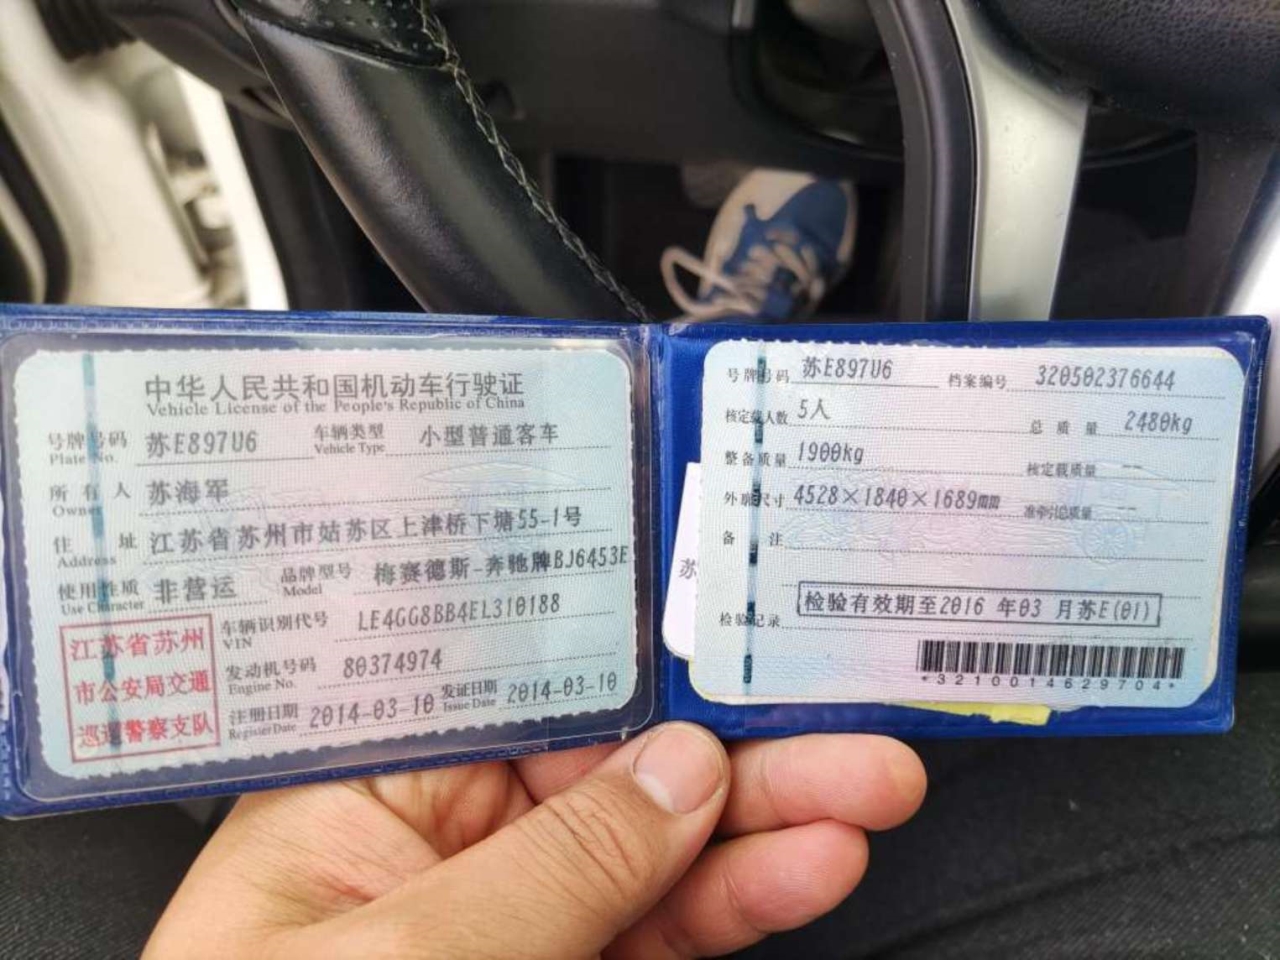 中华人民共和国机动车行驶证
Vehicle License of the People's Republic of China
号牌号码 苏E897U6 车辆类型 小型普通客车
Plate No. Vehicle Type
所有人 苏海军
Owner
住址 江苏省苏州市姑苏区上津桥下塘55-1号
Address
使用性质 非营运 品牌型号 梅赛德斯-奔驰牌BJ6453E
Use Character Model
江苏省苏州
市公安局交通
巡逻警察支队
车辆识别代号 LE4GG8BB4EL310188
VIN
发动机号码 80374974
Engine No.
注册日期 2014-03-10 发证日期 2014-03-10
Register Date Issue Date
号牌号码 苏E897U6 档案编号 320502376644
核定载人数 5人 总质量 2480kg
整备质量 1900kg 核定载质量 --
外廓尺寸 4528×1840×1689mm 准牵引总质量 --
备注
检验记录 检验有效期至2016 年03 月苏E(01)
*3210014629704*
苏